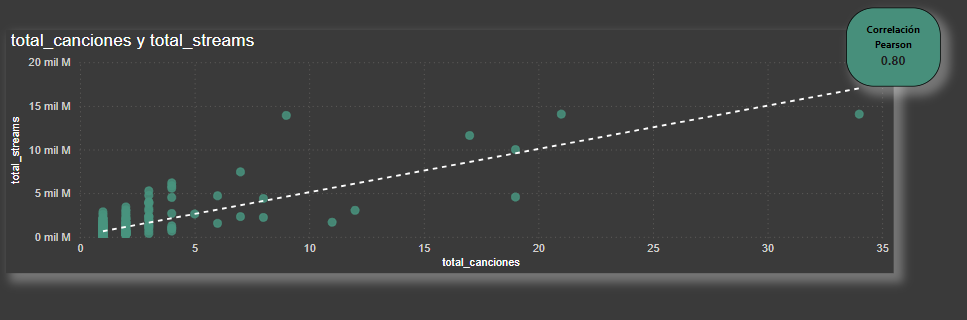 total_canciones y total_streams
Correlación
Pearson
0.80
20 mil M
15 mil M
10 mil M
5 mil M
0 mil M
total_streams
0 5 10 15 20 25 30 35
total_canciones